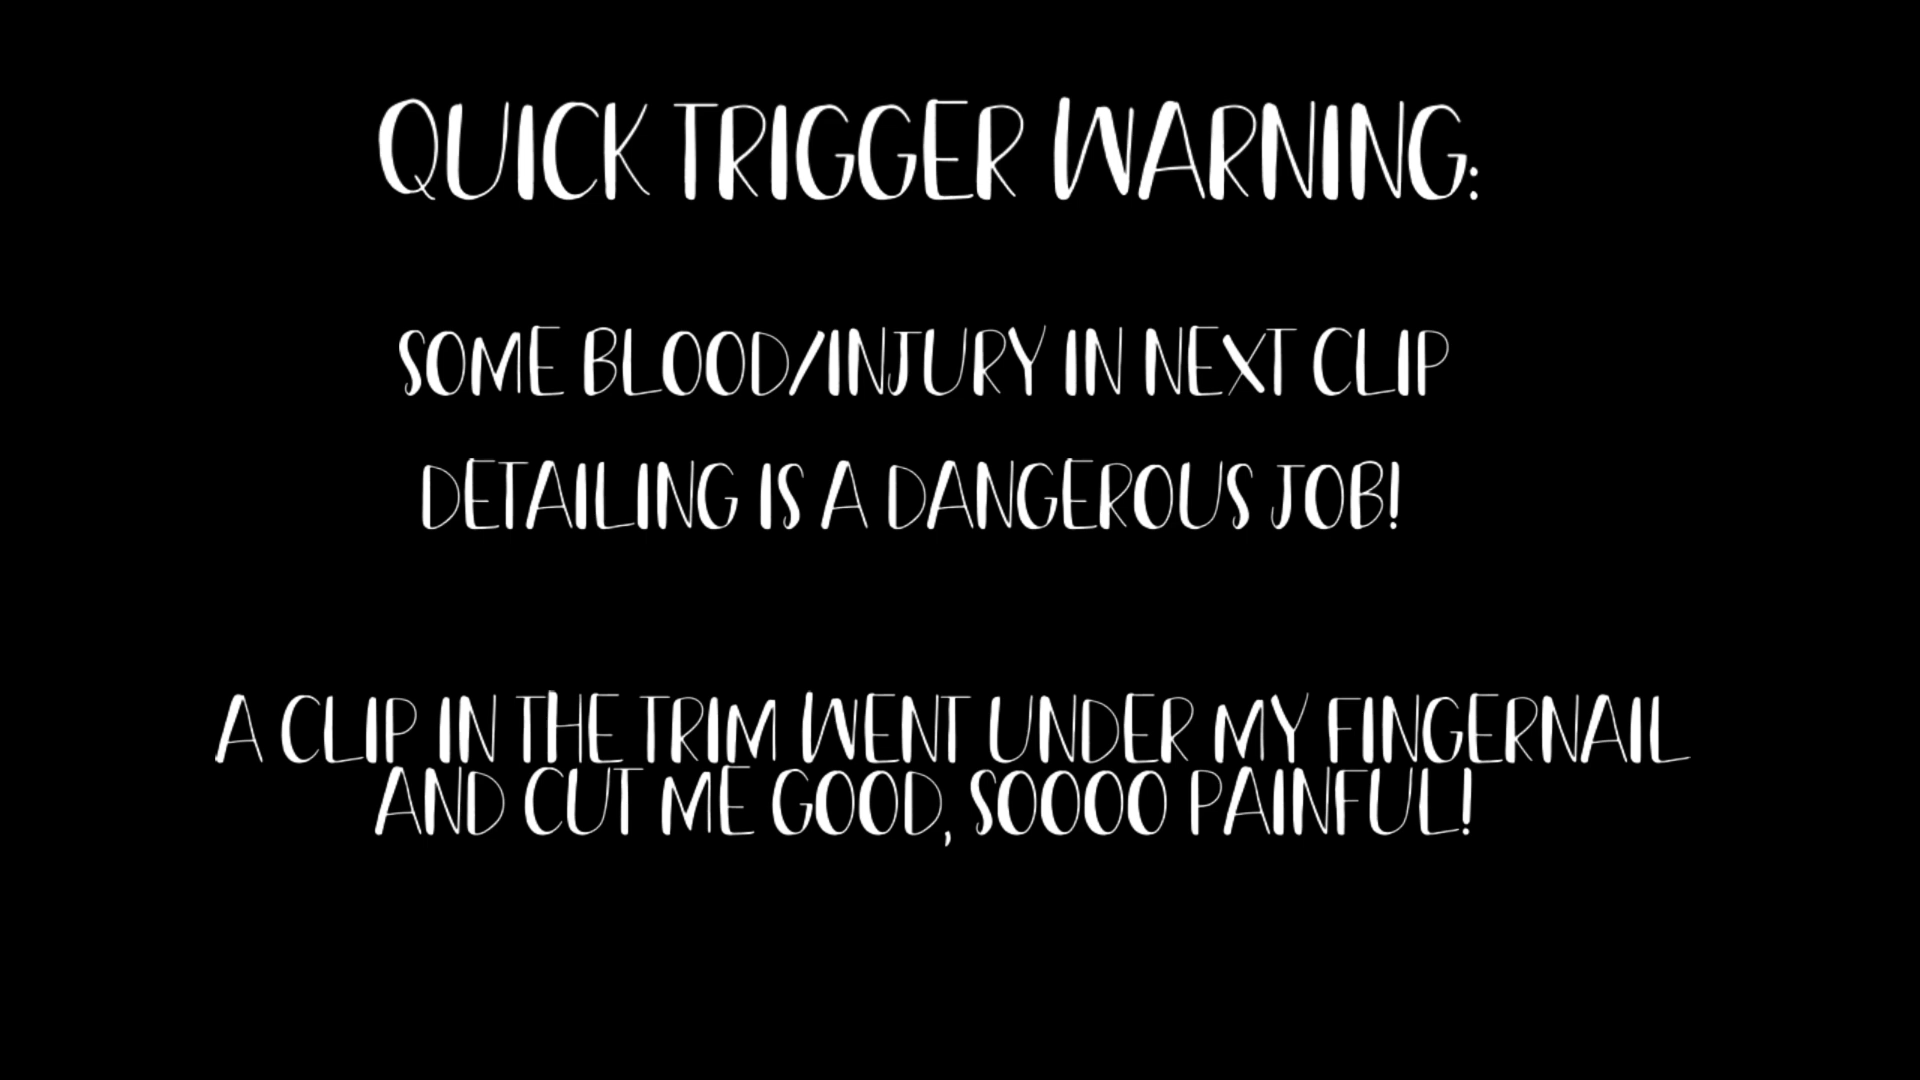 QUICK TRIGGER WARNING:
SOME BLOOD/INJURY IN NEXT CLIP
DETAILING IS A DANGEROUS JOB!
A CLIP IN THE TRIM WENT UNDER MY FINGERNAIL
AND CUT ME GOOD, SOOOO PAINFUL!